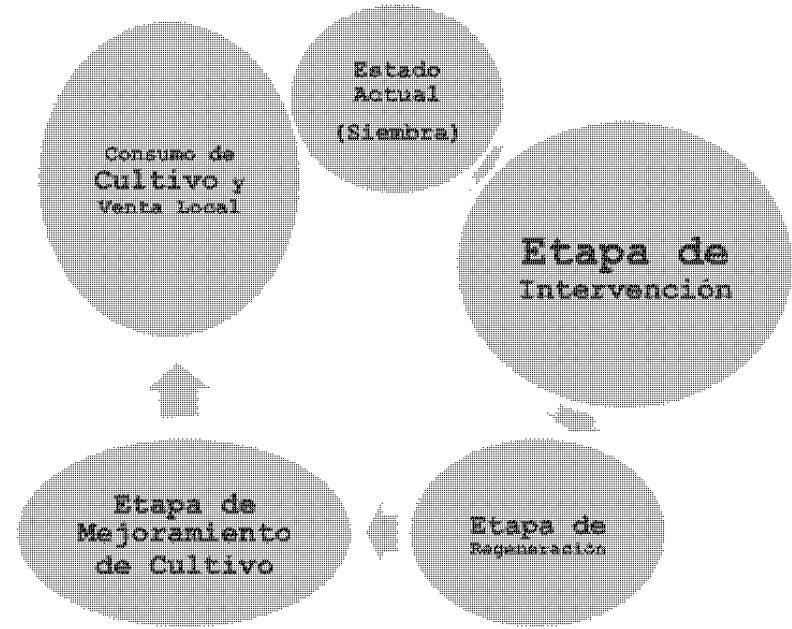 Estado
Actual
(Siembra)
Etapa de
Intervención
Etapa de
Regeneración
Etapa de
Mejoramiento
de Cultivo
Consumo de
Cultivo y
Venta Local